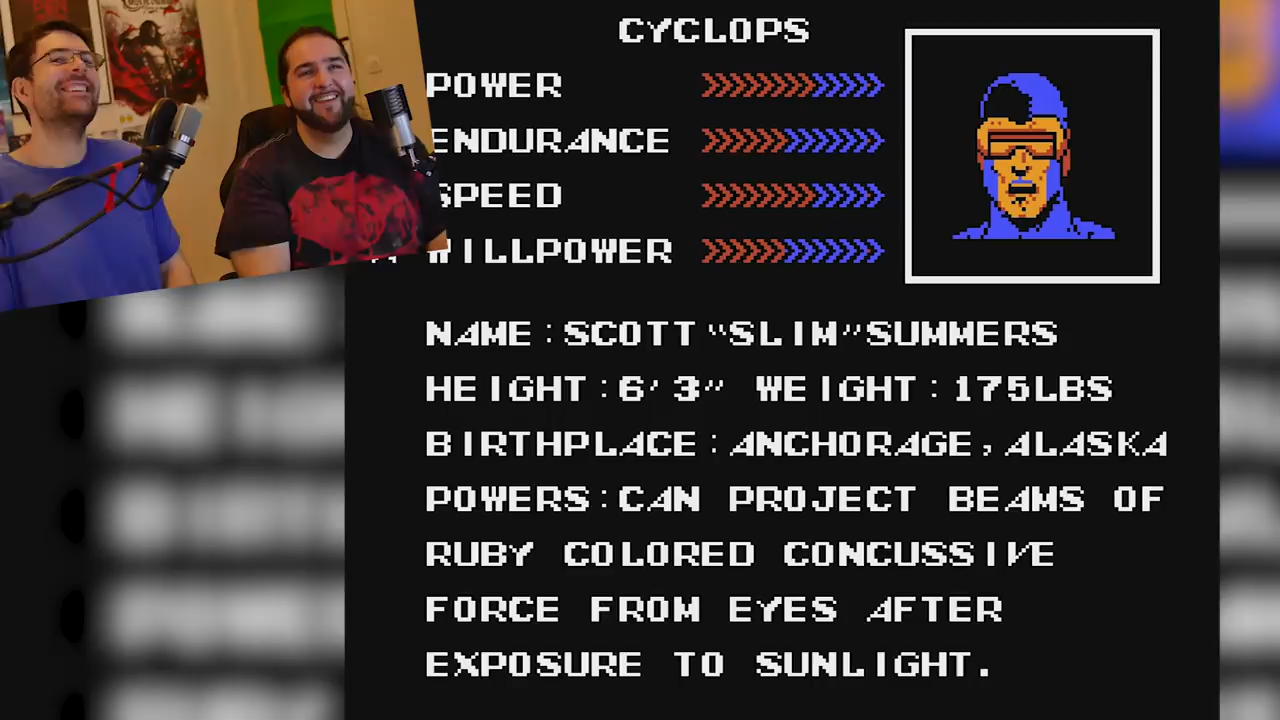 CYCLOPS
POWER
ENDURANCE
SPEED
WILLPOWER
NAME:SCOTT "SLIM"SUMMERS
HEIGHT:6' 3" WEIGHT:175LBS
BIRTHPLACE:ANCHORAGE,ALASKA
POWERS:CAN PROJECT BEAMS OF
RUBY COLORED CONCUSSIVE
FORCE FROM EYES AFTER
EXPOSURE TO SUNLIGHT.